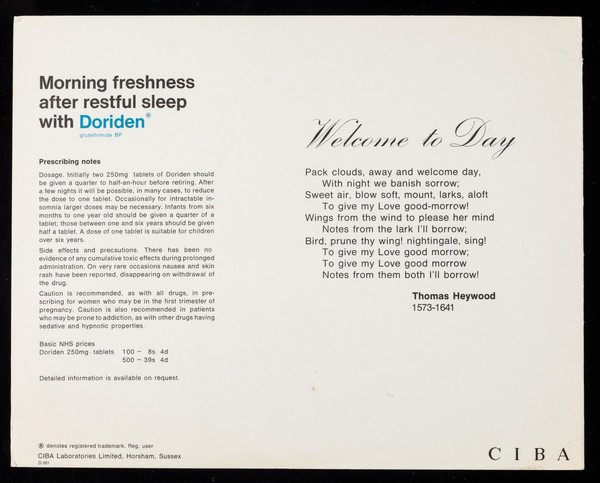 Morning freshness
after restful sleep
with Doriden®
glutethimide BP
Prescribing notes
Dosage. Initially two 250mg tablets of Doriden should
be given a quarter to half-an-hour before retiring. After
a few nights it will be possible, in many cases, to reduce
the dose to one tablet. Occasionally for intractable in-
somnia larger doses may be necessary. Infants from six
months to one year old should be given a quarter of a
tablet; those between one and six years should be given
half a tablet. A dose of one tablet is suitable for children
over six years.
Side effects and precautions. There has been no
evidence of any cumulative toxic effects during prolonged
administration. On very rare occasions nausea and skin
rash have been reported, disappearing on withdrawal of
the drug.
Caution is recommended, as with all drugs, in pre-
scribing for women who may be in the first trimester of
pregnancy. Caution is also recommended in patients
who may be prone to addiction, as with other drugs having
sedative and hypnotic properties.
Basic NHS prices
Doriden 250mg tablets 100 – 8s 4d
500 – 39s 4d
Detailed information is available on request.
® denotes registered trademark. Reg. user
CIBA Laboratories Limited, Horsham, Sussex
Welcome to Day
Pack clouds, away and welcome day,
With night we banish sorrow;
Sweet air, blow soft, mount, larks, aloft
To give my Love good-morrow!
Wings from the wind to please her mind
Notes from the lark I'll borrow;
Bird, prune thy wing! nightingale, sing!
To give my Love good morrow;
To give my Love good morrow
Notes from them both I'll borrow!
Thomas Heywood
1573-1641
CIBA